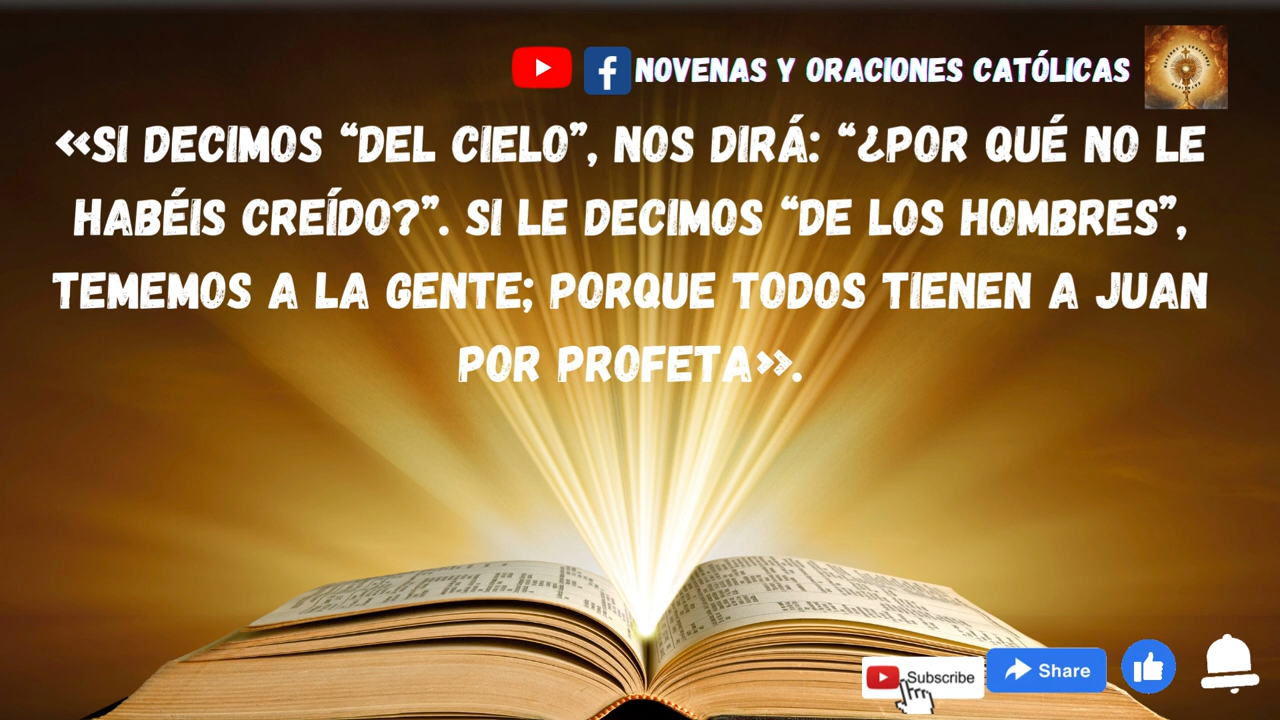 NOVENAS Y ORACIONES CATÓLICAS
«SI DECIMOS “DEL CIELO”, NOS DIRÁ: “¿POR QUÉ NO LE
HABÉIS CREÍDO?”. SI LE DECIMOS “DE LOS HOMBRES”,
TEMEMOS A LA GENTE; PORQUE TODOS TIENEN A JUAN
POR PROFETA».
Subscribe
Share